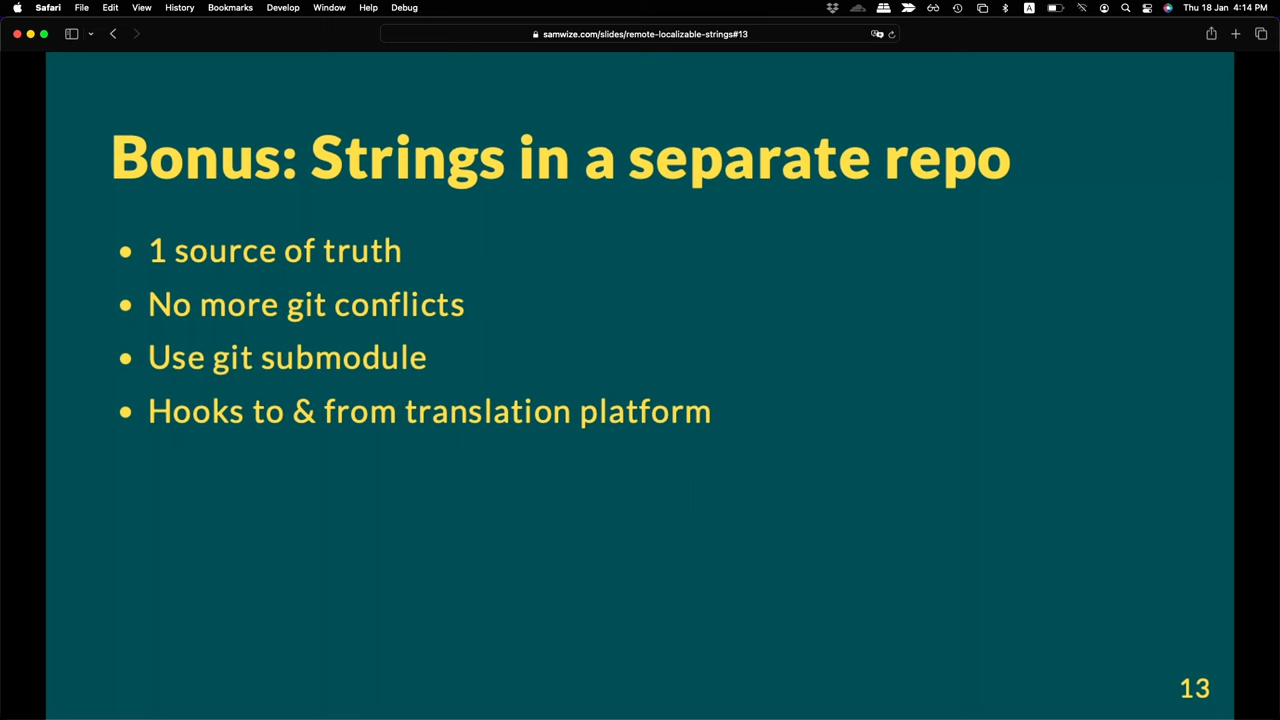 Safari File Edit View History Bookmarks Develop Window Help Debug A Thu 18 Jan 4:14 PM
samwize.com/slides/remote-localizable-strings#13
Bonus: Strings in a separate repo
• 1 source of truth
• No more git conflicts
• Use git submodule
• Hooks to & from translation platform
13